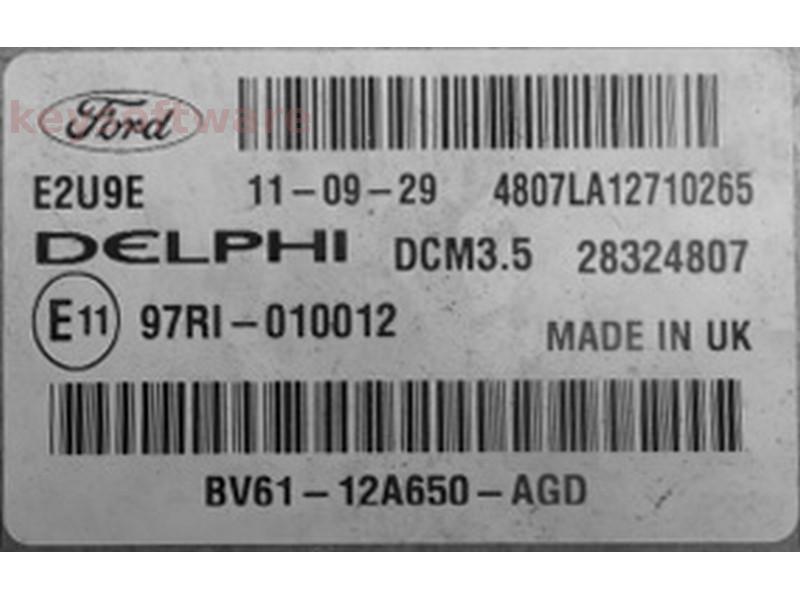 Ford
keysoftware
E2U9E 11-09-29 4807LA12710265
DELPHI DCM3.5 28324807
E11 97RI-010012
MADE IN UK
BV61-12A650-AGD